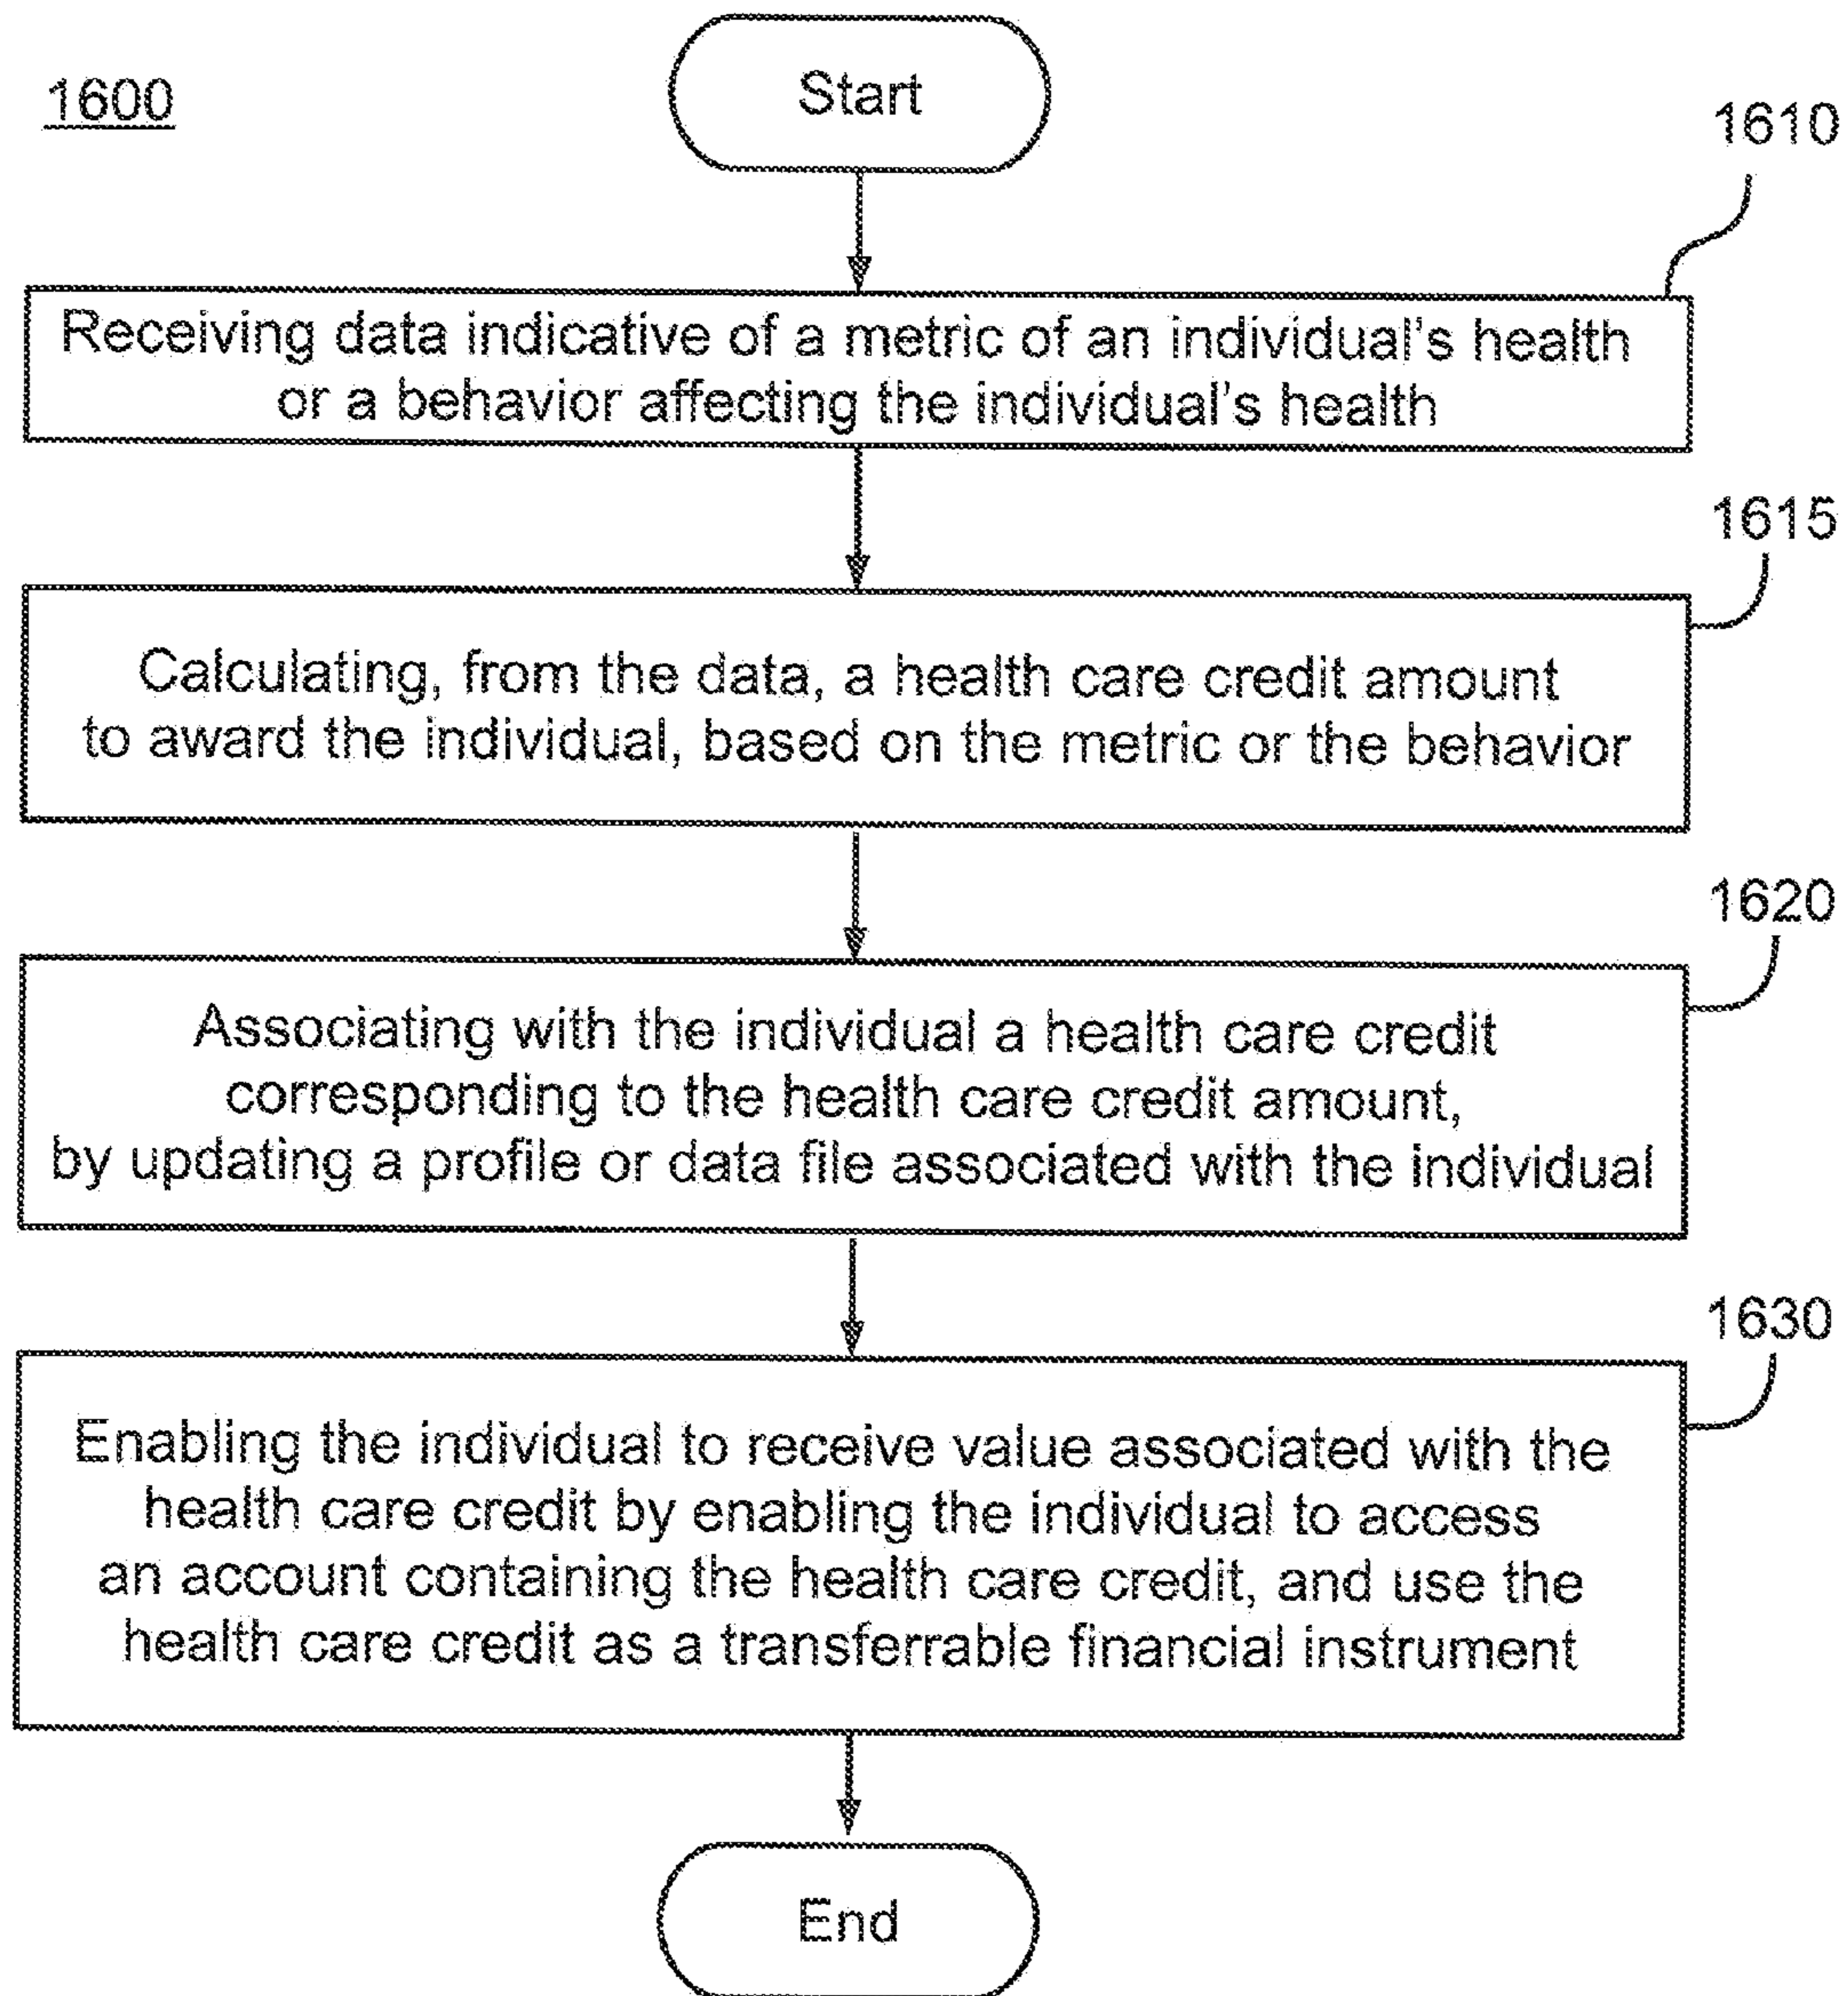 1600
Start
1610
Receiving data indicative of a metric of an individual's health
or a behavior affecting the individual's health
1615
Calculating, from the data, a health care credit amount
to award the individual, based on the metric or the behavior
1620
Associating with the individual a health care credit
corresponding to the health care credit amount,
by updating a profile or data file associated with the individual
1630
Enabling the individual to receive value associated with the
health care credit by enabling the individual to access
an account containing the health care credit, and use the
health care credit as a transferrable financial instrument
End